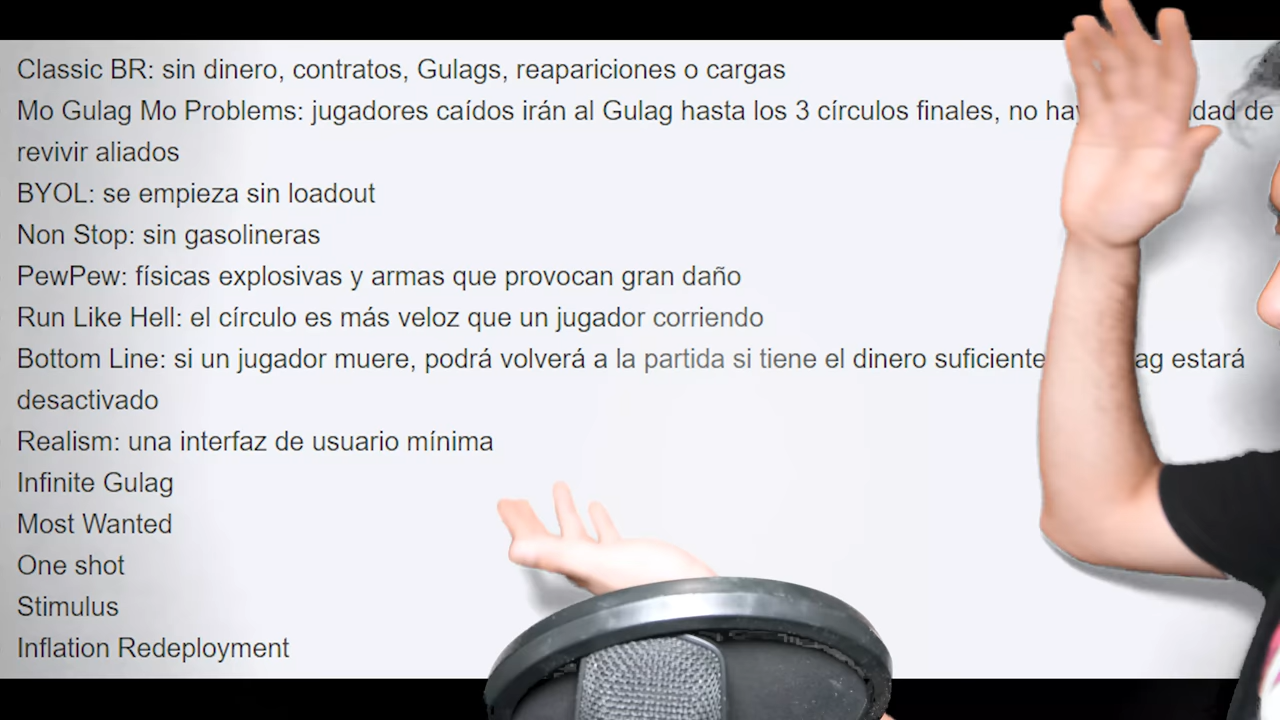 Classic BR: sin dinero, contratos, Gulags, reapariciones o cargas
Mo Gulag Mo Problems: jugadores caídos irán al Gulag hasta los 3 círculos finales, no de
revivir aliados
BYOL: se empieza sin loadout
Non Stop: sin gasolineras
PewPew: físicas explosivas y armas que provocan gran daño
Run Like Hell: el círculo es más veloz que un jugador corriendo
Bottom Line: si un jugador muere, podrá volverá a la partida si tiene el dinero suficiente estará
desactivado
Realism: una interfaz de usuario mínima
Infinite Gulag
Most Wanted
One shot
Stimulus
Inflation Redeployment